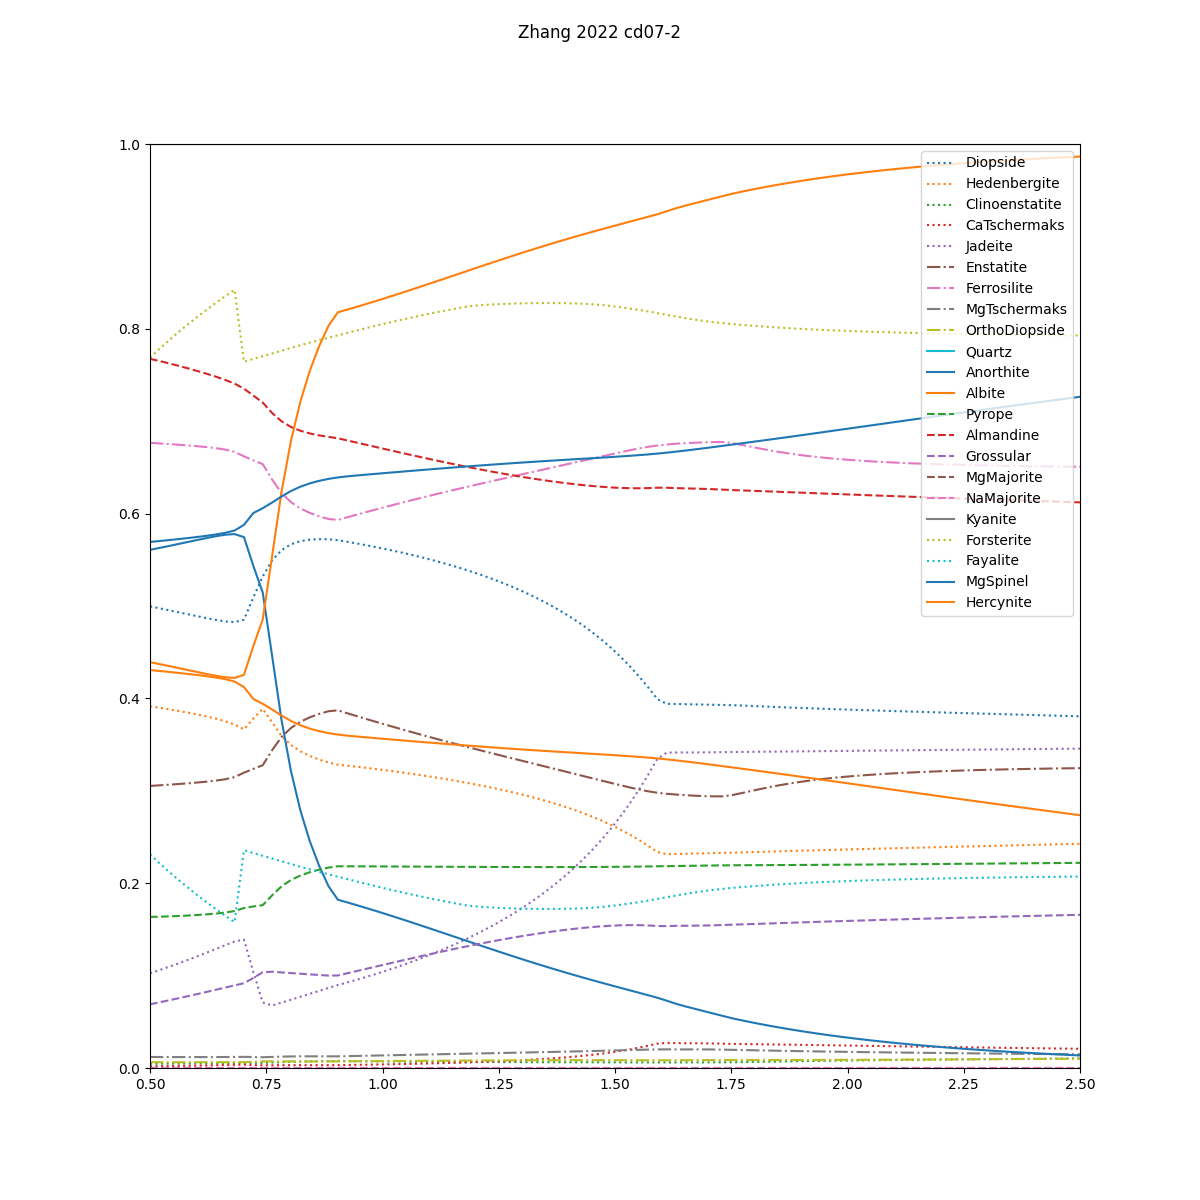 Zhang 2022 cd07-2
1.0
0.8
0.6
0.4
0.2
0.0
0.50 0.75 1.00 1.25 1.50 1.75 2.00 2.25 2.50
Diopside
Hedenbergite
Clinoenstatite
CaTschermaks
Jadeite
Enstatite
Ferrosilite
MgTschermaks
OrthoDiopside
Quartz
Anorthite
Albite
Pyrope
Almandine
Grossular
MgMajorite
NaMajorite
Kyanite
Forsterite
Fayalite
MgSpinel
Hercynite